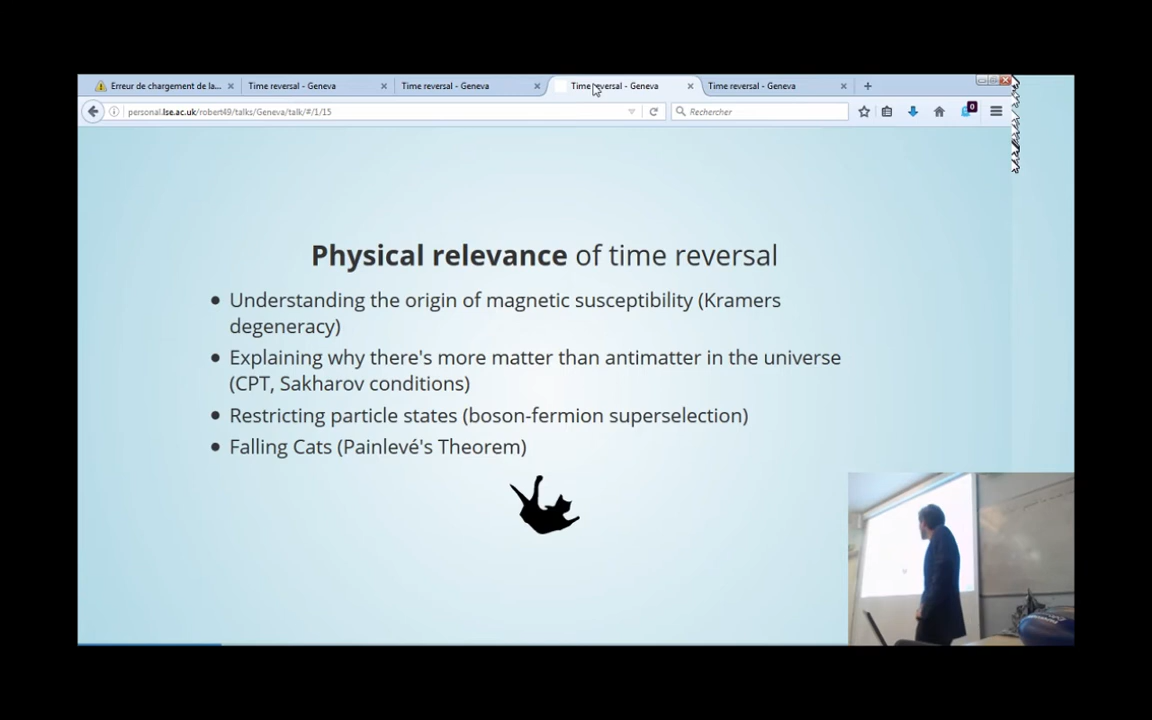 Erreur de chargement de la...
Time reversal - Geneva
Time reversal - Geneva
Time reversal - Geneva
Time reversal - Geneva
personal.lse.ac.uk/robert49/talks/Geneva/talk/#/1/15
Rechercher
0
Physical relevance of time reversal
• Understanding the origin of magnetic susceptibility (Kramers
degeneracy)
• Explaining why there's more matter than antimatter in the universe
(CPT, Sakharov conditions)
• Restricting particle states (boson-fermion superselection)
• Falling Cats (Painlevé's Theorem)